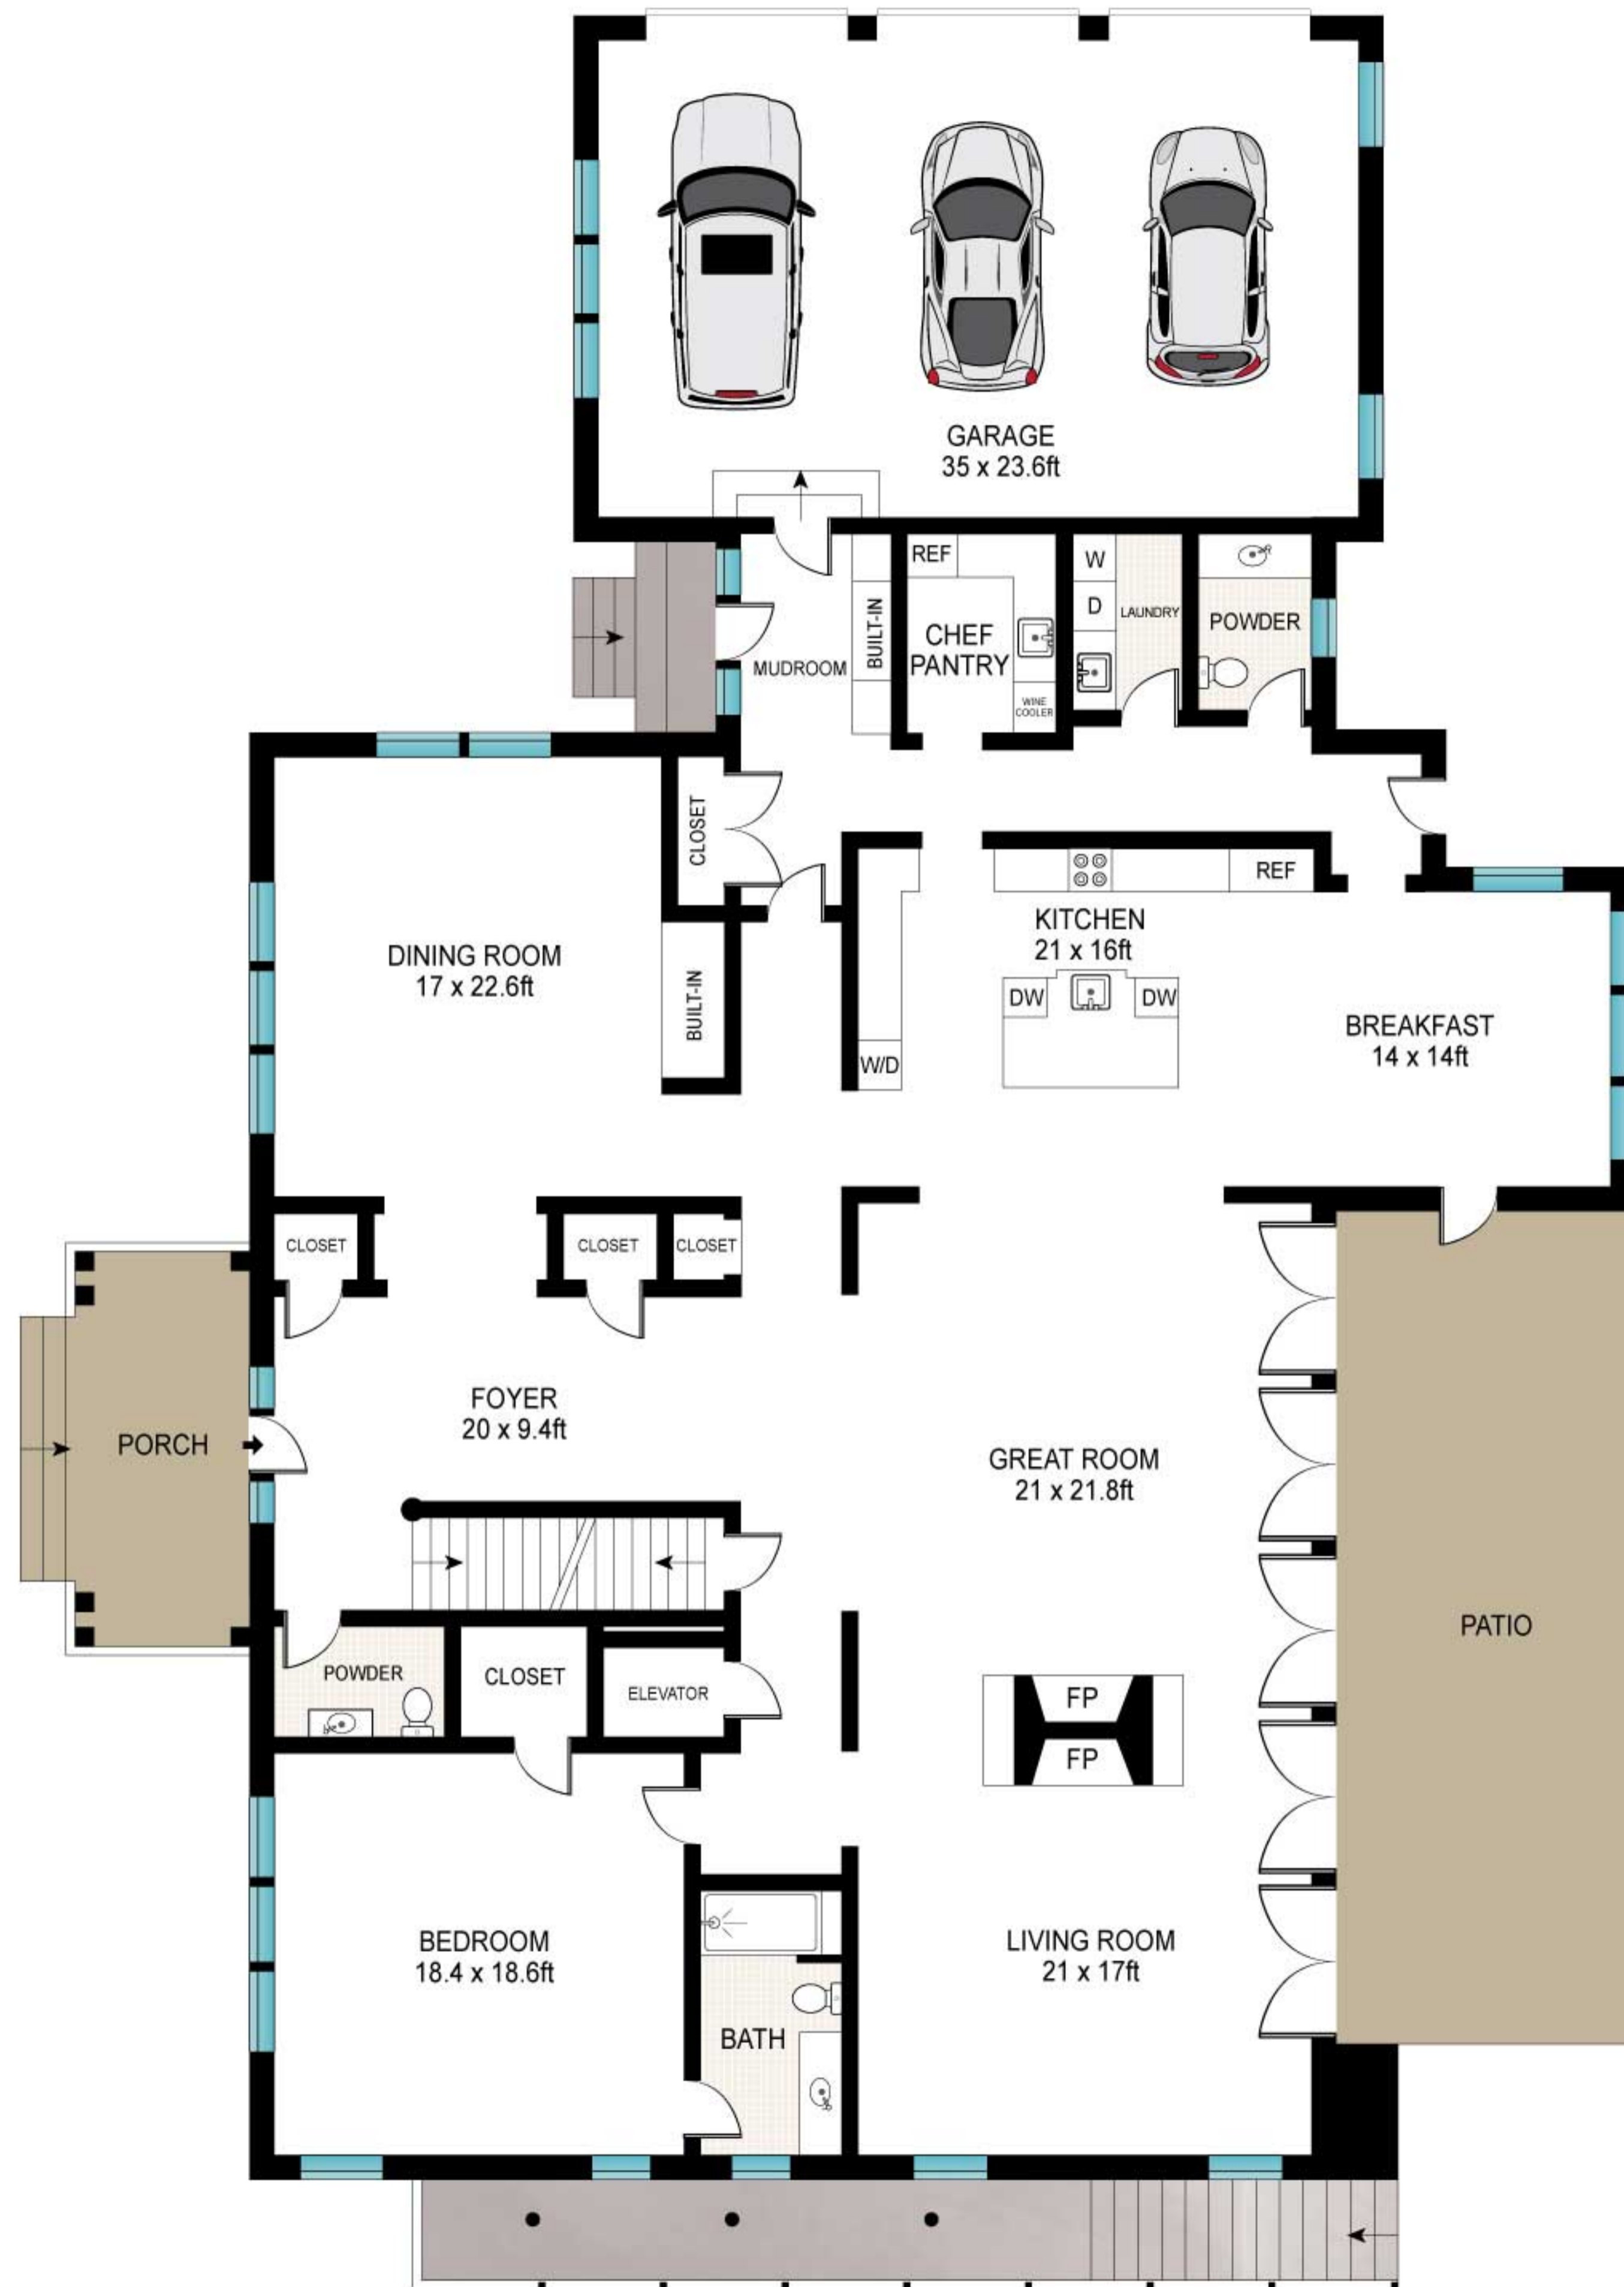 GARAGE
35 x 23.6ft
REF
W
D
LAUNDRY
POWDER
CHEF
PANTRY
BUILT-IN
MUDROOM
WINE
COOLER
CLOSET
REF
KITCHEN
21 x 16ft
DINING ROOM
17 x 22.6ft
BUILT-IN
DW
DW
BREAKFAST
14 x 14ft
W/D
CLOSET
CLOSET
CLOSET
FOYER
20 x 9.4ft
PORCH
GREAT ROOM
21 x 21.8ft
PATIO
POWDER
CLOSET
ELEVATOR
FP
FP
BEDROOM
18.4 x 18.6ft
LIVING ROOM
21 x 17ft
BATH